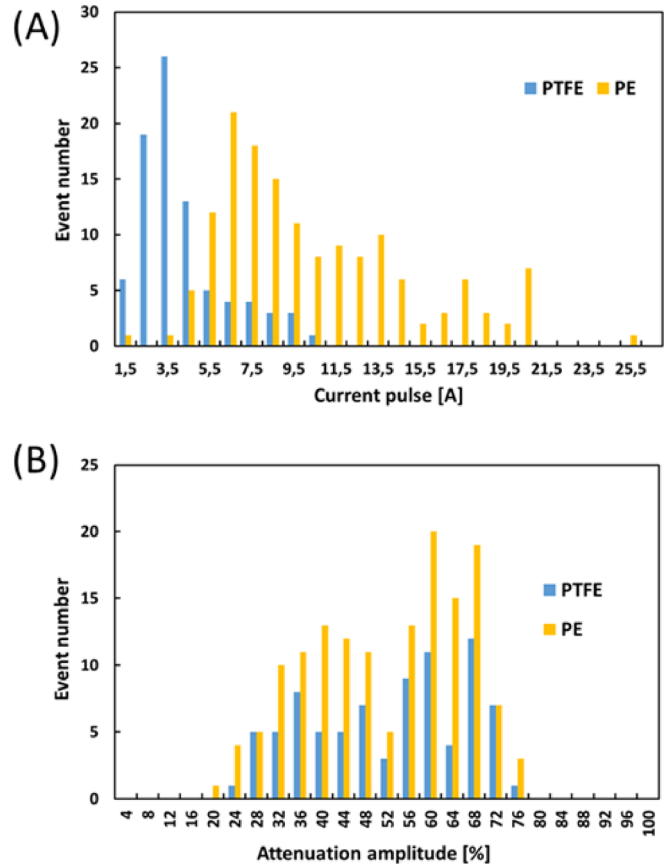 (A)
30
25
20
15
10
5
0
Event number
PTFE PE
1,5 3,5 5,5 7,5 9,5 11,5 13,5 15,5 17,5 19,5 21,5 23,5 25,5
Current pulse [A]
(B)
25
20
15
10
5
0
Event number
PTFE
PE
4 8 12 16 20 24 28 32 36 40 44 48 52 56 60 64 68 72 76 80 84 88 92 96 100
Attenuation amplitude [%]